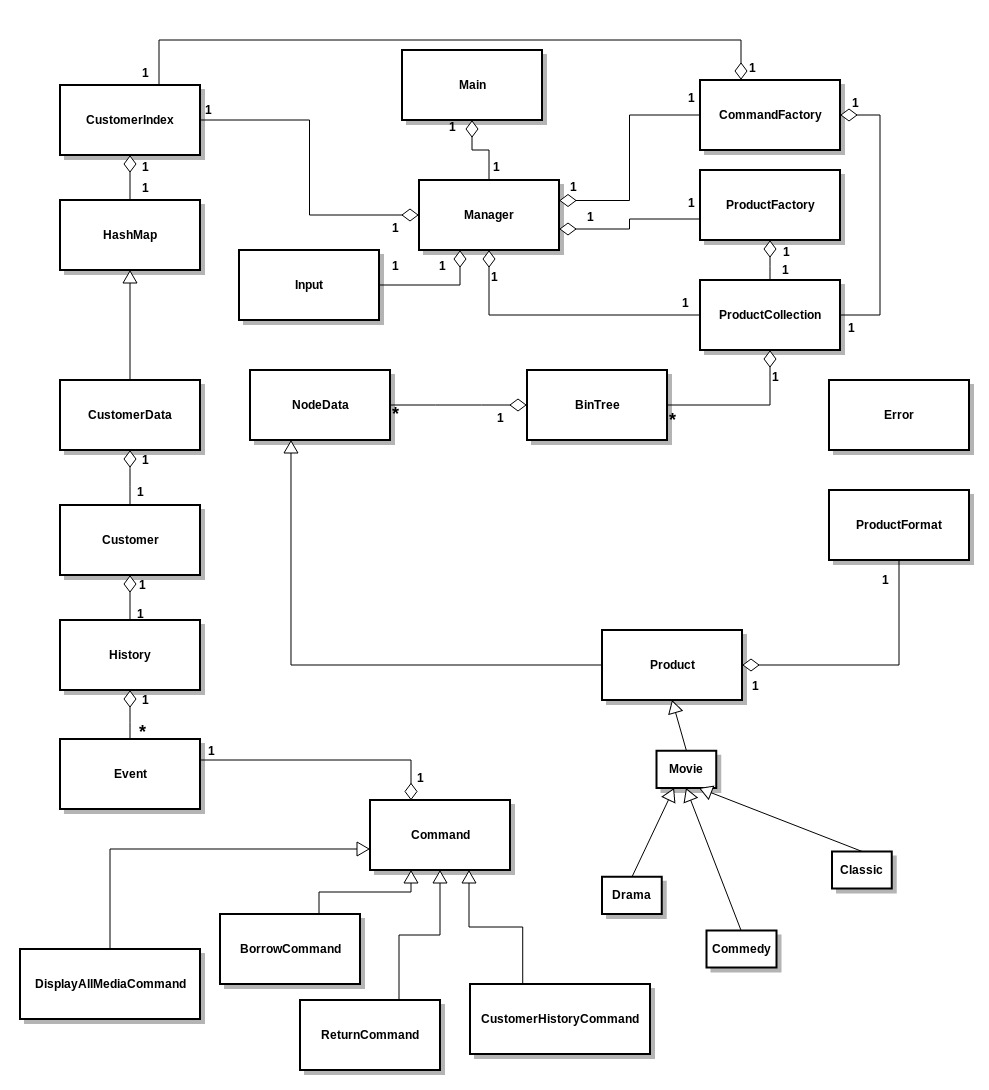 1
1
Main
1
CustomerIndex
1
1
CommandFactory
1
1
1
1
1
ProductFactory
1
1
Manager
1
HashMap
1
1
1
1
1
Input
1
1
ProductCollection
1
1
NodeData
*
1
BinTree
*
CustomerData
Error
1
1
ProductFormat
Customer
1
1
1
History
Product
1
1
*
Event
1
1
Movie
Command
Classic
Drama
BorrowCommand
Commedy
DisplayAllMediaCommand
ReturnCommand
CustomerHistoryCommand